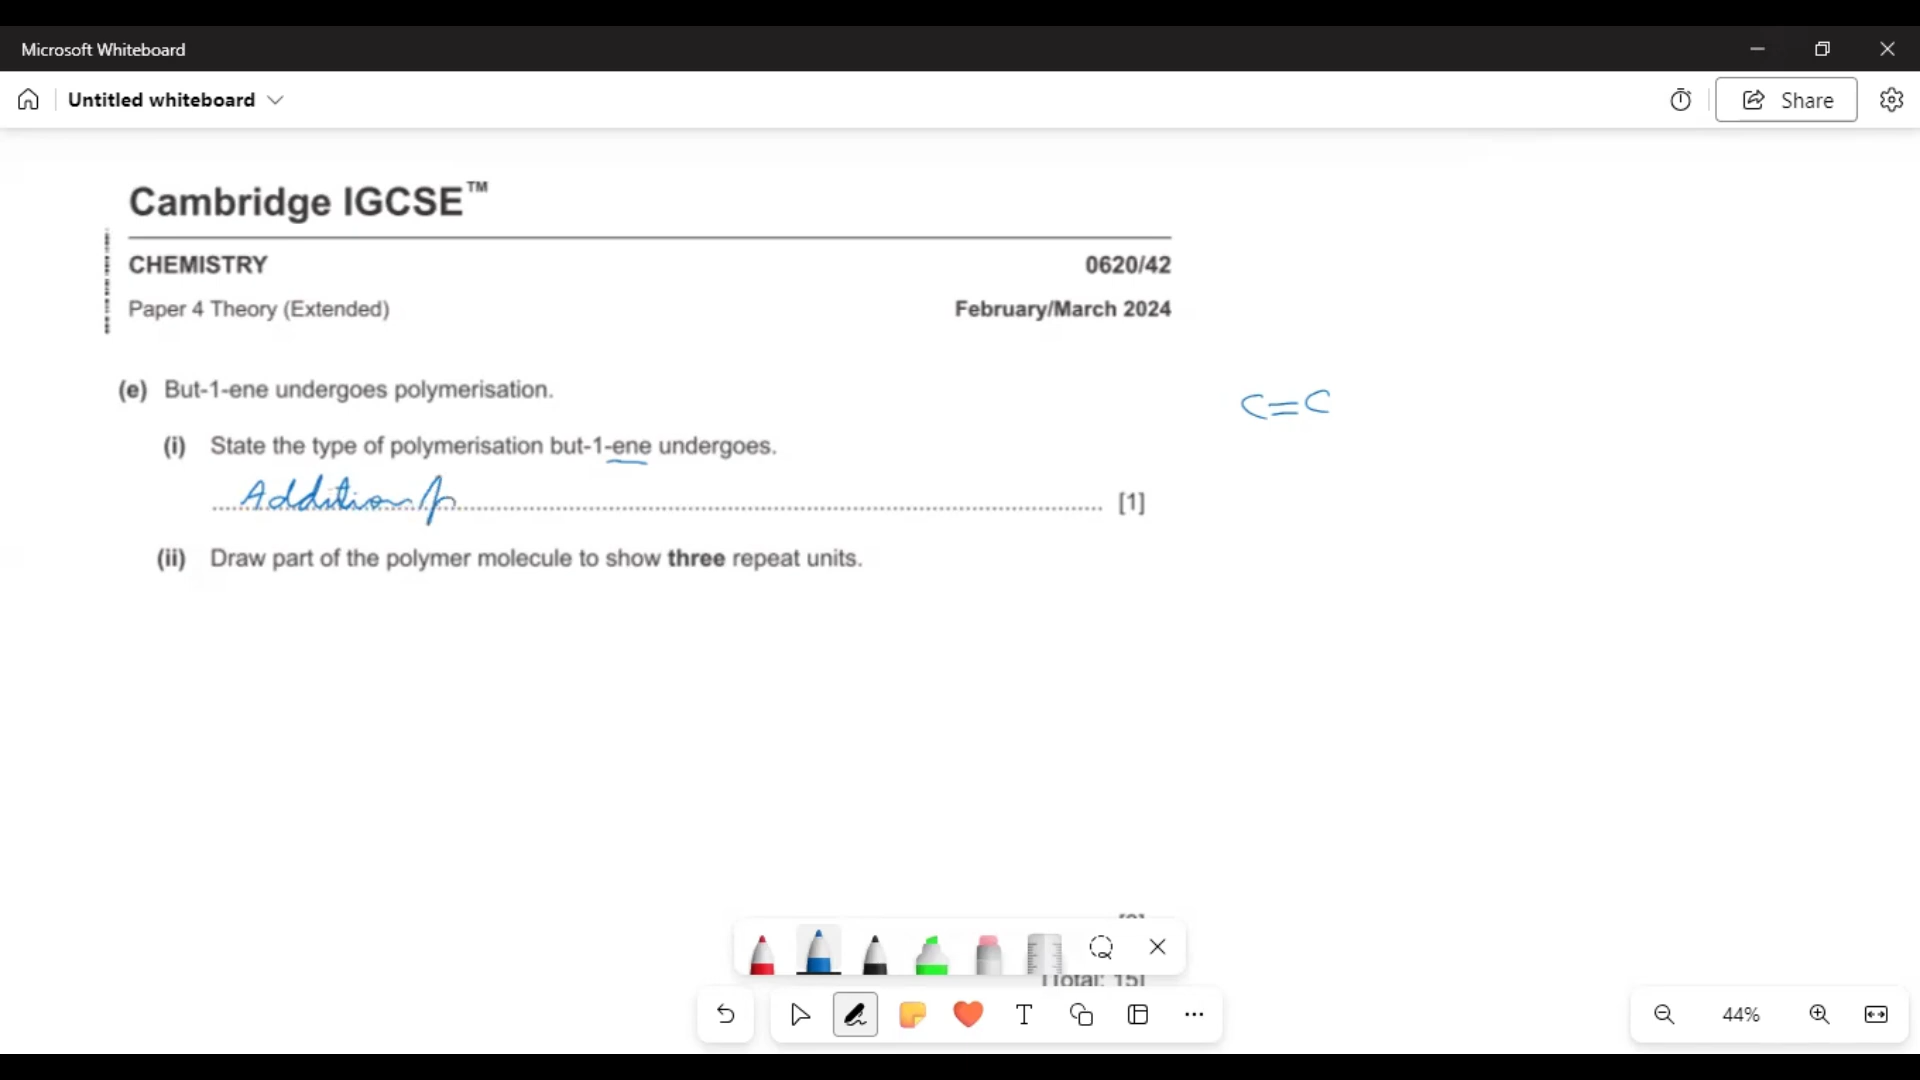 Microsoft Whiteboard
Untitled whiteboard
Share
Cambridge IGCSE™
CHEMISTRY 0620/42
Paper 4 Theory (Extended) February/March 2024
(e) But-1-ene undergoes polymerisation.
C=C
(i) State the type of polymerisation but-1-ene undergoes.
Addition p [1]
(ii) Draw part of the polymer molecule to show three repeat units.
44%